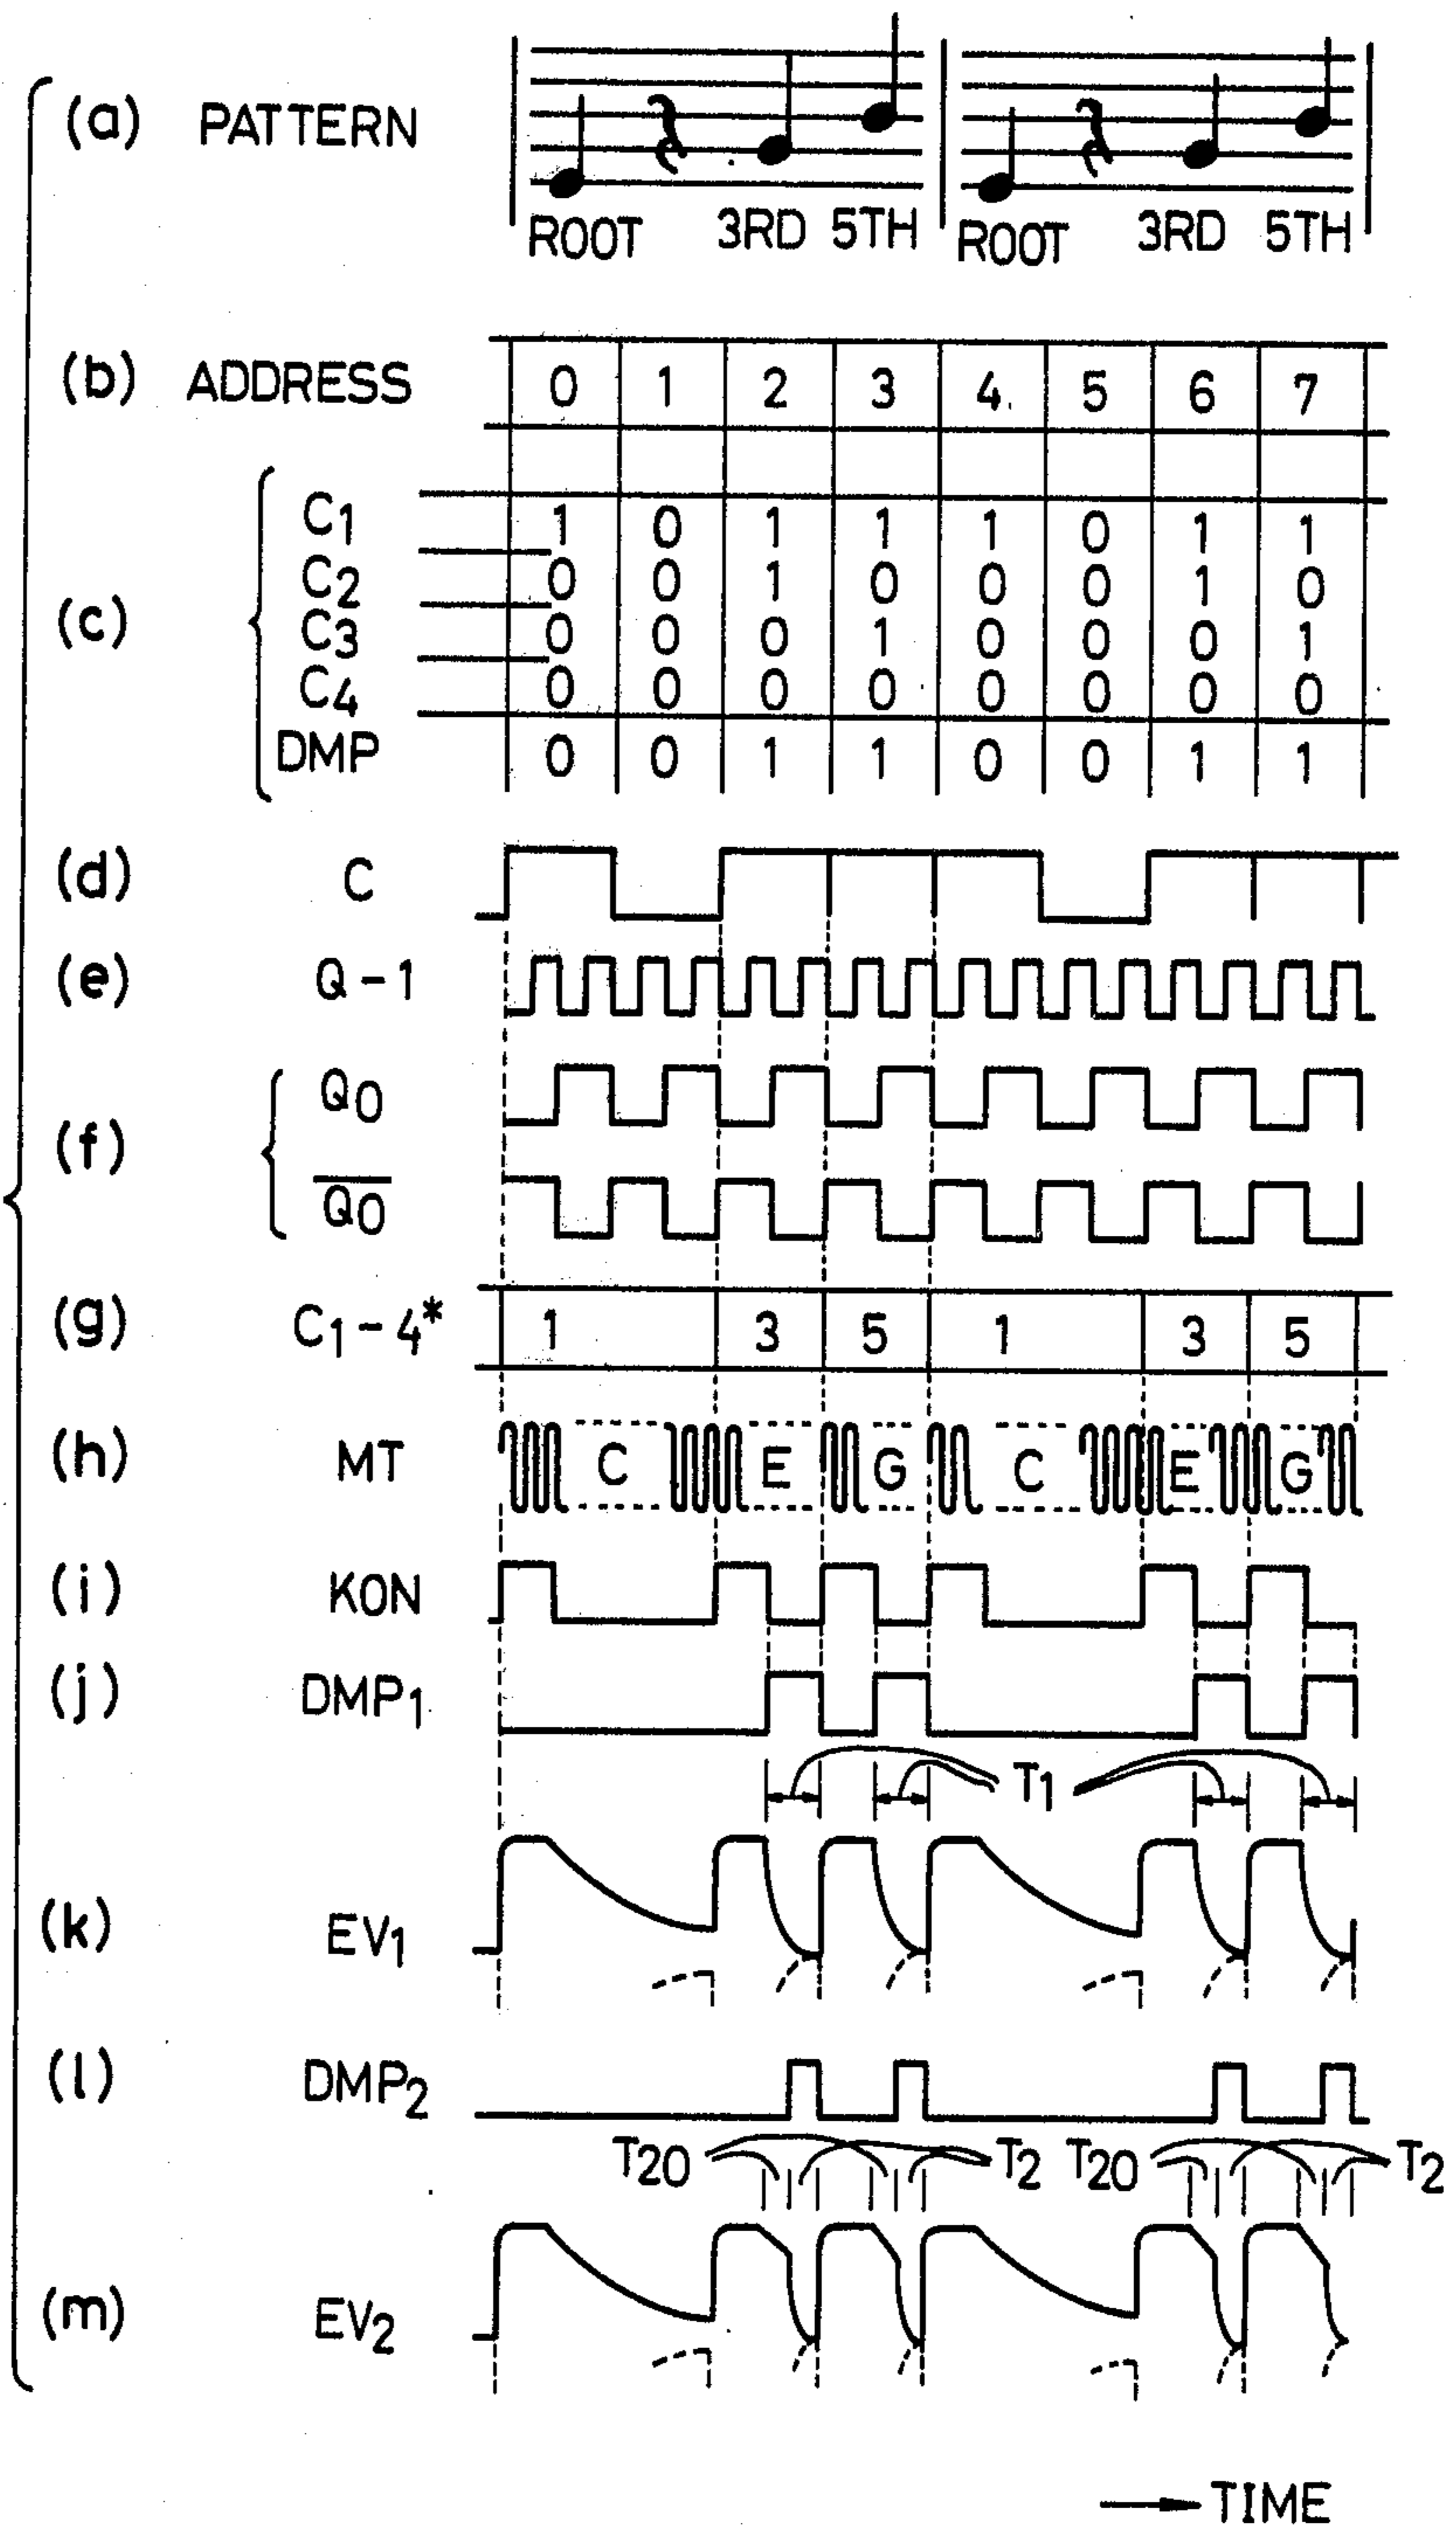 (a) PATTERN
ROOT 3RD 5TH ROOT 3RD 5TH
(b) ADDRESS 0 1 2 3 4 5 6 7
(c)
C1 1 0 1 1 1 0 1 1
C2 0 0 1 0 0 0 1 0
C3 0 0 0 1 0 0 0 1
C4 0 0 0 0 0 0 0 0
DMP 0 0 1 1 0 0 1 1
(d) C
(e) Q-1
(f)
Q0
Q̅0̅
(g) C1-4* 1 3 5 1 3 5
(h) MT C E G C E G
(i) KON
(j) DMP1
T1
(k) EV1
(l) DMP2
T20 T2 T20 T2
(m) EV2
TIME